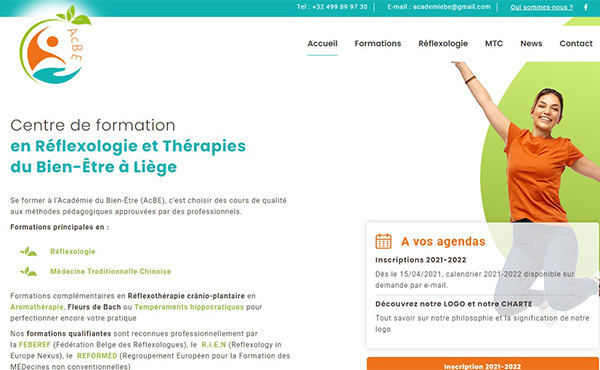 Tel : +32 499 89 97 30 E-mail : academiebe@gmail.com Qui sommes-nous ?
AcBE
Accueil Formations Réflexologie MTC News Contact
Centre de formation
en Réflexologie et Thérapies
du Bien-Être à Liège
Se former à l'Académie du Bien-Être (AcBE), c'est choisir des cours de qualité
aux méthodes pédagogiques approuvées par des professionnels.
Formations principales en :
Réflexologie
Médecine Traditionnelle Chinoise
Formations complémentaires en Réflexothérapie crânio-plantaire en
Aromathérapie, Fleurs de Bach ou Tempéraments hippocratiques pour
perfectionner encore votre pratique
Nos formations qualifiantes sont reconnues professionnellement par
la FEBEREF (Fédération Belge des Réflexologues), le R.i.E.N (Reflexology in
Europe Nexus), le REFORMED (Regroupement Européen pour la Formation des
MÉDecines non conventionnelles)
A vos agendas
Inscriptions 2021-2022
Dès le 15/04/2021, calendrier 2021-2022 disponible sur
demande par e-mail.
Découvrez notre LOGO et notre CHARTE
Tout savoir sur notre philosophie et la signification de notre
logo
Inscription 2021-2022